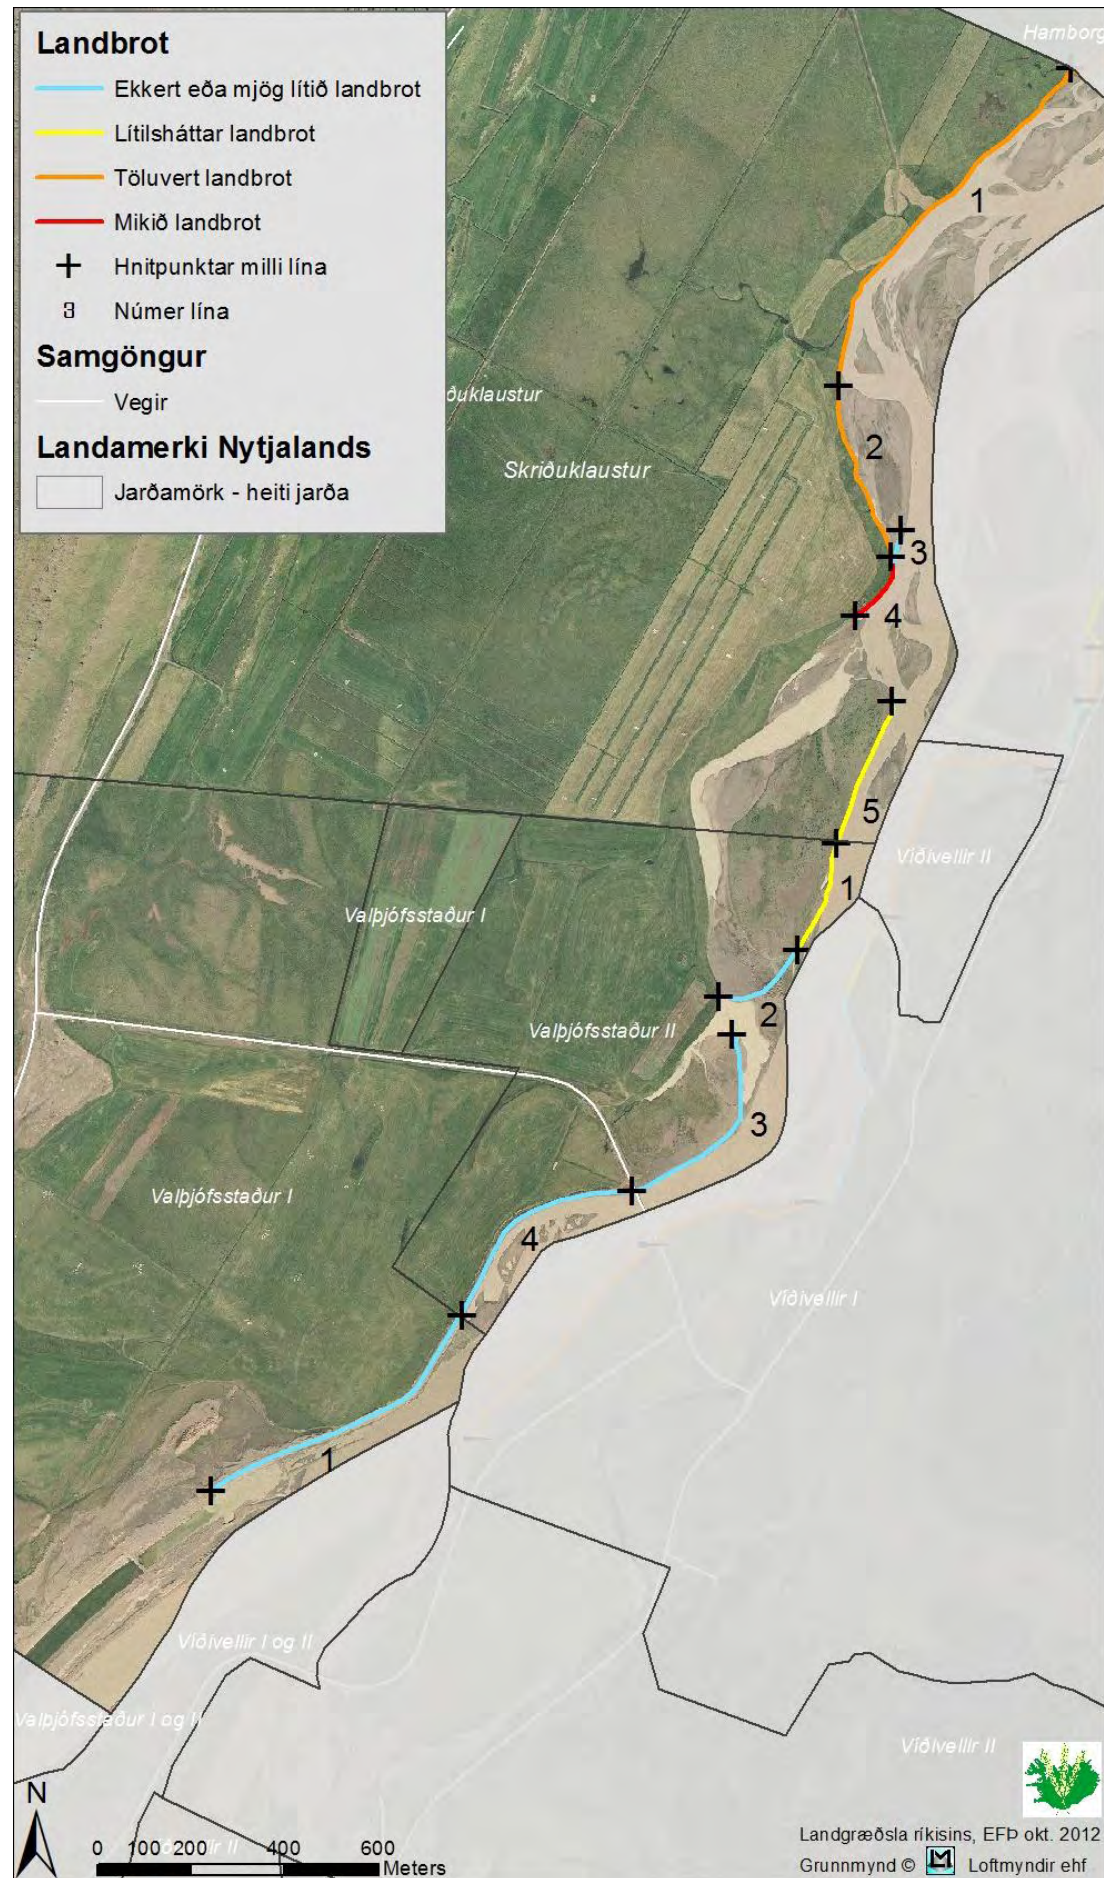 Landbrot
Ekkert eða mjög lítið landbrot
Lítilsháttar landbrot
Töluvert landbrot
Mikið landbrot
Hnitpunktar milli lína
3 Númer lína
Samgöngur
Vegir
Landamerki Nytjalands
Jarðamörk - heiti jarða
Hamborg
1
ðuklaustur
Skriðuklaustur
2
3
4
5
Víðivellir II
1
Valþjófsstaður I
2
Valþjófsstaður II
3
Valþjófsstaður I
4
Víðivellir I
1
Víðivellir I og II
Valþjófsstaður I og II
Víðivellir II
N
0 100 200 400 600
Meters
Landgræðsla ríkisins, EFÞ okt. 2012
Grunnmynd © Loftmyndir ehf